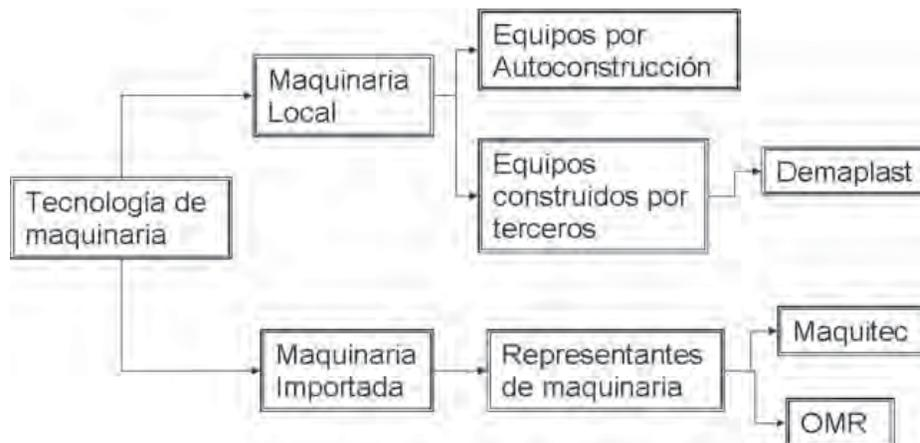 Equipos por
Autoconstrucción
Maquinaria
Local
Equipos
construidos por
terceros
Demaplast
Tecnología de
maquinaria
Maquinaria
Importada
Representantes
de maquinaria
Maquitec
OMR